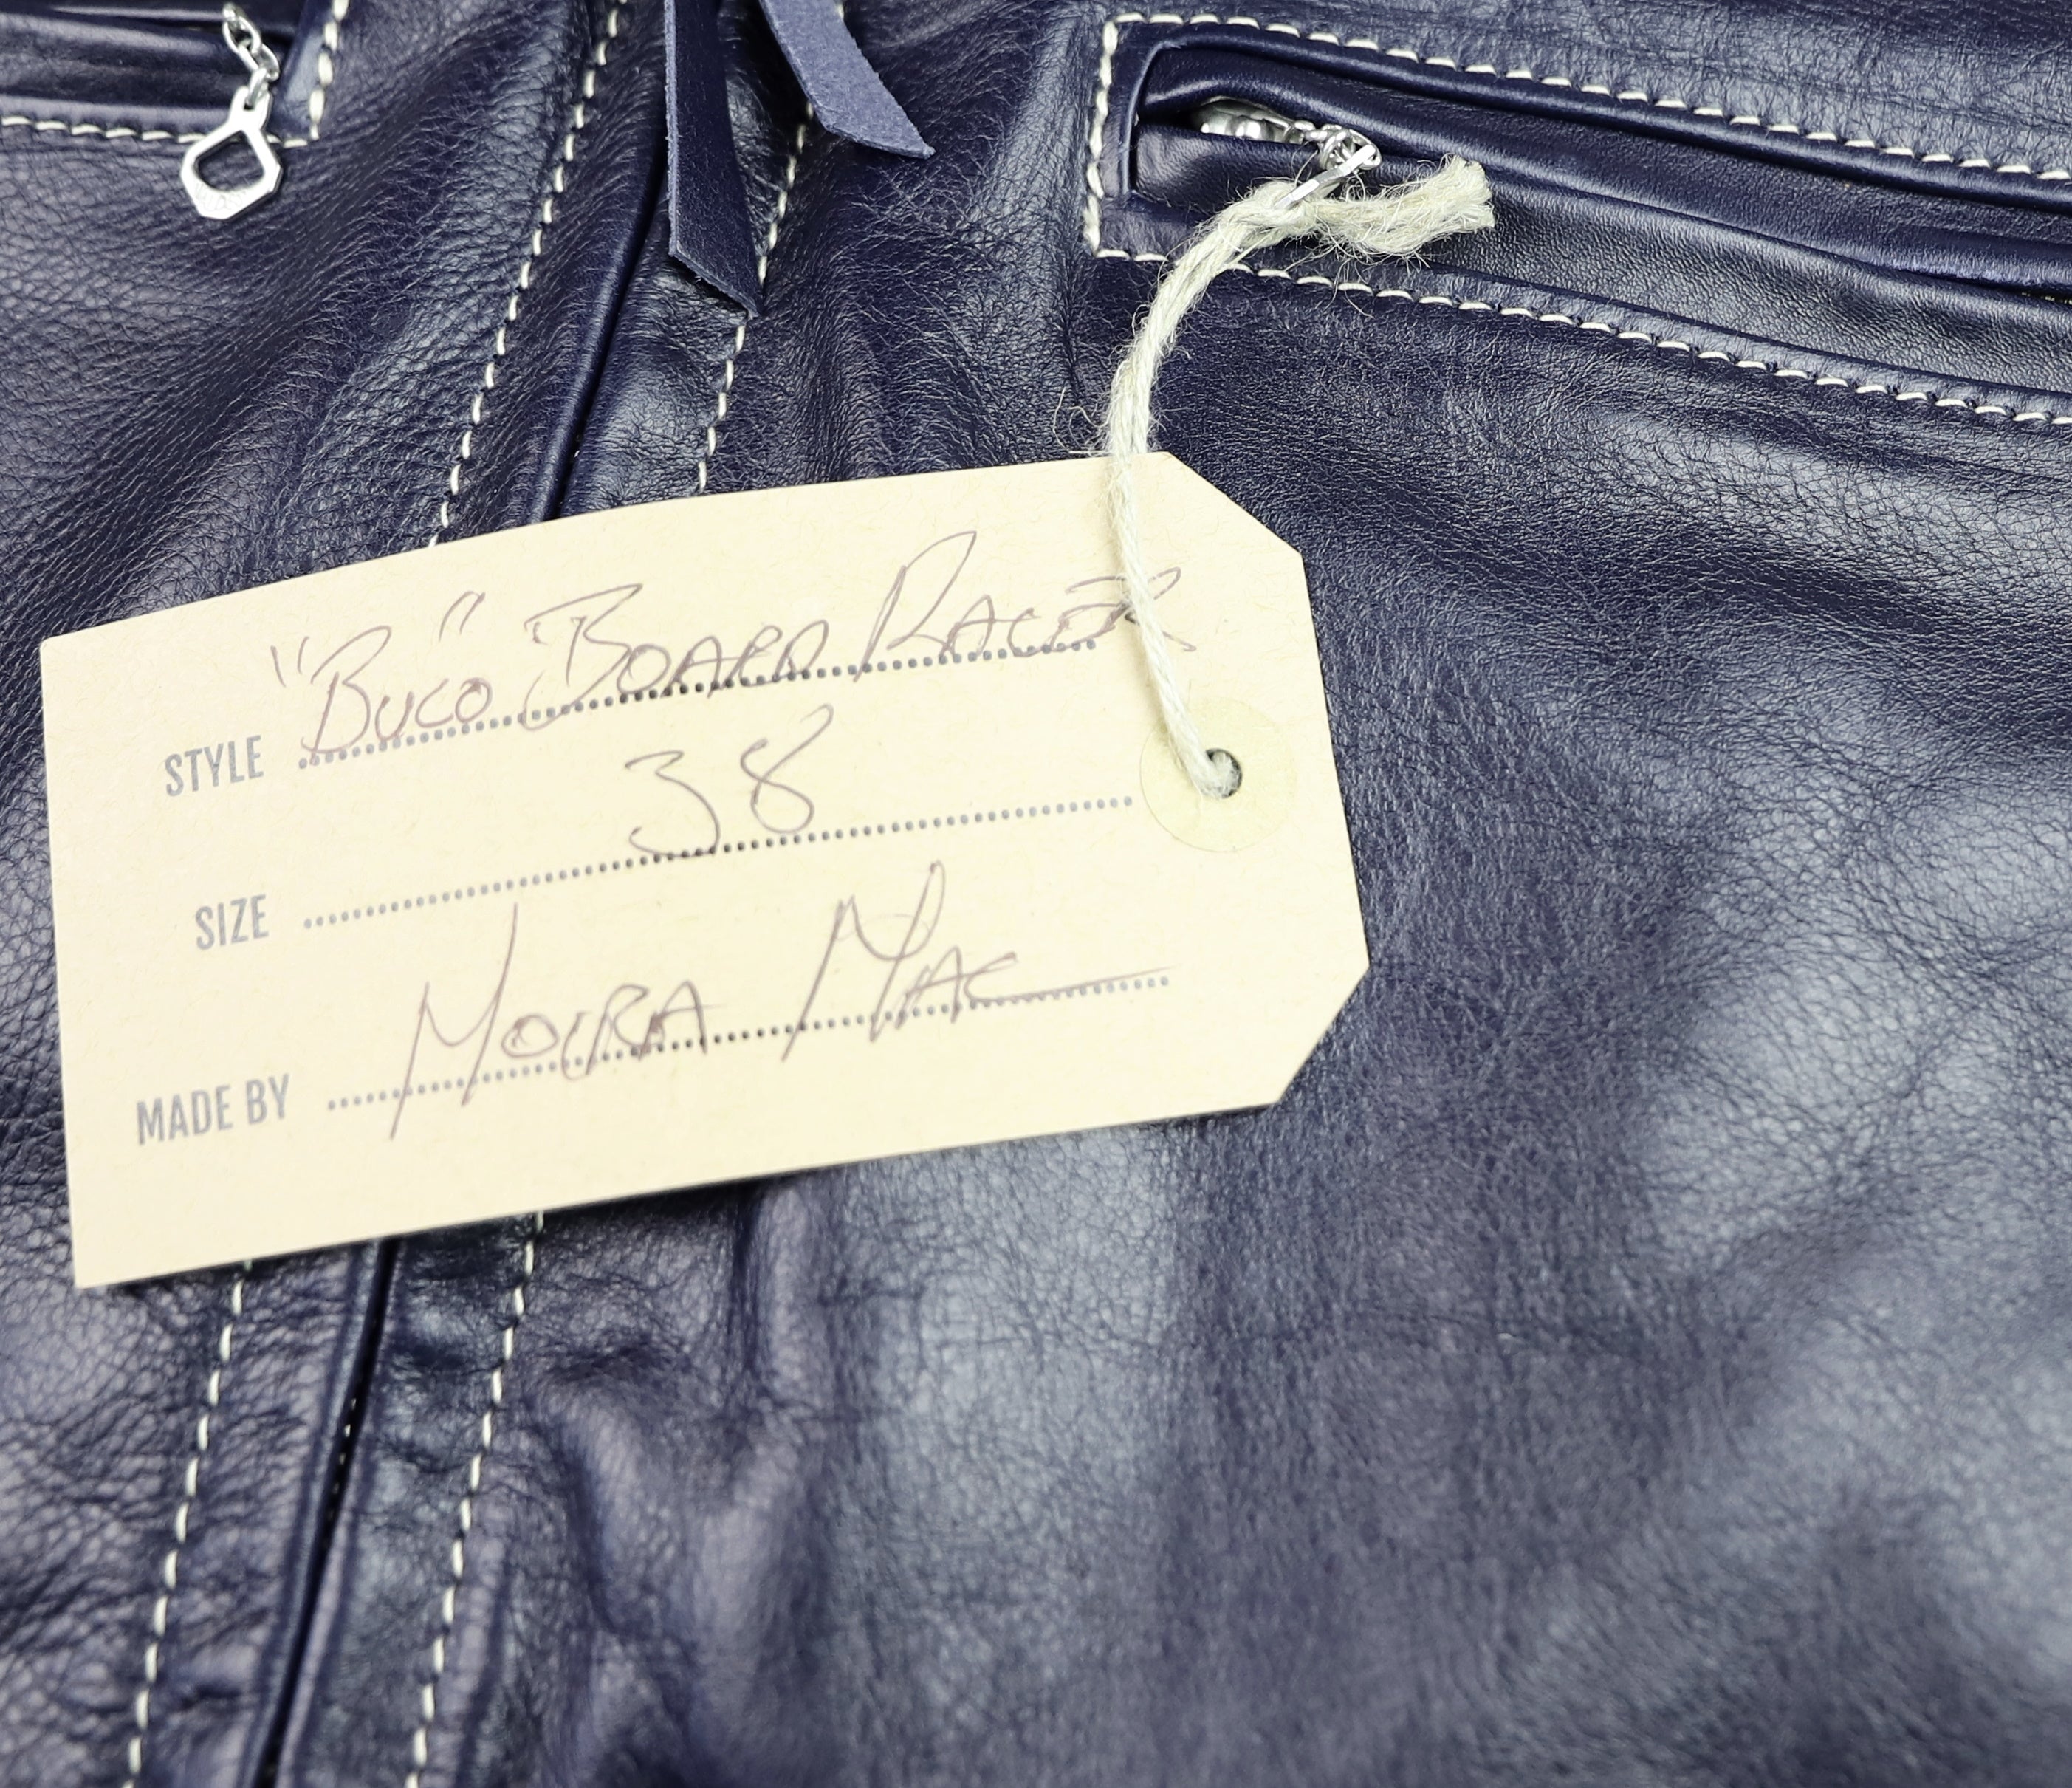 STYLE "BUCO" BOARD RACER
SIZE 38
MADE BY MOIRA MAC